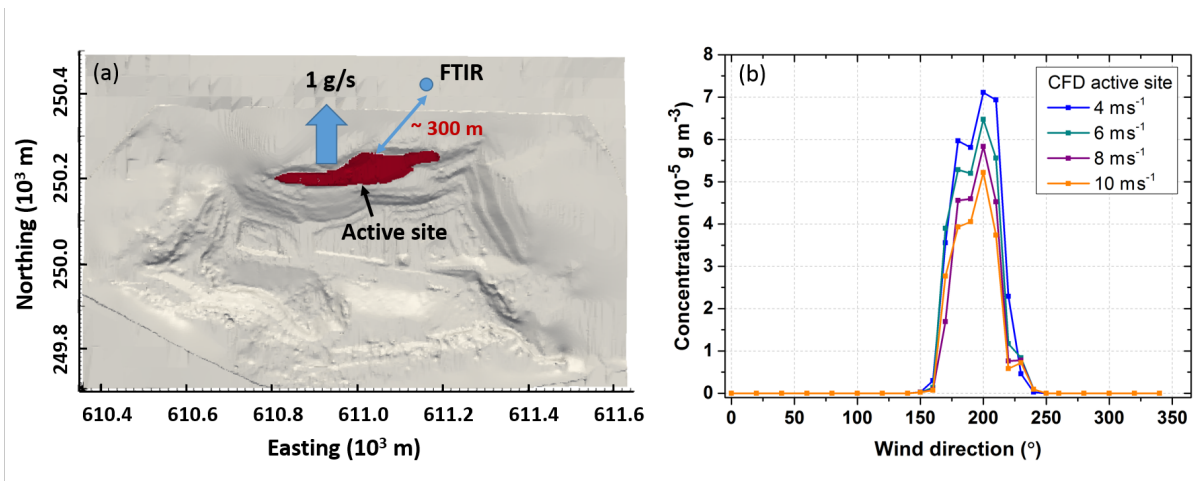 (a)
1 g/s
FTIR
~ 300 m
Active site
Northing (10³ m)
250.4
250.2
250.0
249.8
610.4 610.6 610.8 611.0 611.2 611.4 611.6
Easting (10³ m)
(b)
CFD active site
4 ms⁻¹
6 ms⁻¹
8 ms⁻¹
10 ms⁻¹
Concentration (10⁻⁵ g m⁻³)
8
7
6
5
4
3
2
1
0
0 50 100 150 200 250 300 350
Wind direction (°)